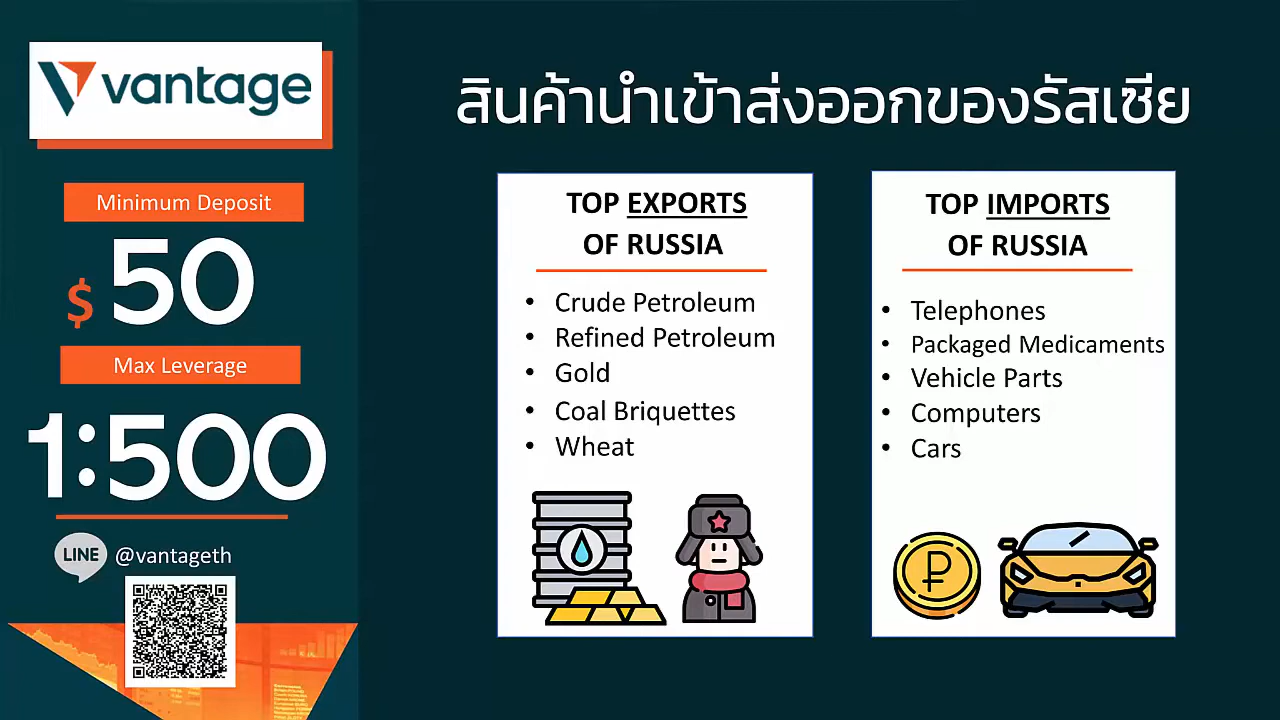 vantage
Minimum Deposit
$ 50
Max Leverage
1:500
LINE @vantageth
สินค้านำเข้าส่งออกของรัสเซีย
TOP EXPORTS
OF RUSSIA
• Crude Petroleum
• Refined Petroleum
• Gold
• Coal Briquettes
• Wheat
TOP IMPORTS
OF RUSSIA
• Telephones
• Packaged Medicaments
• Vehicle Parts
• Computers
• Cars